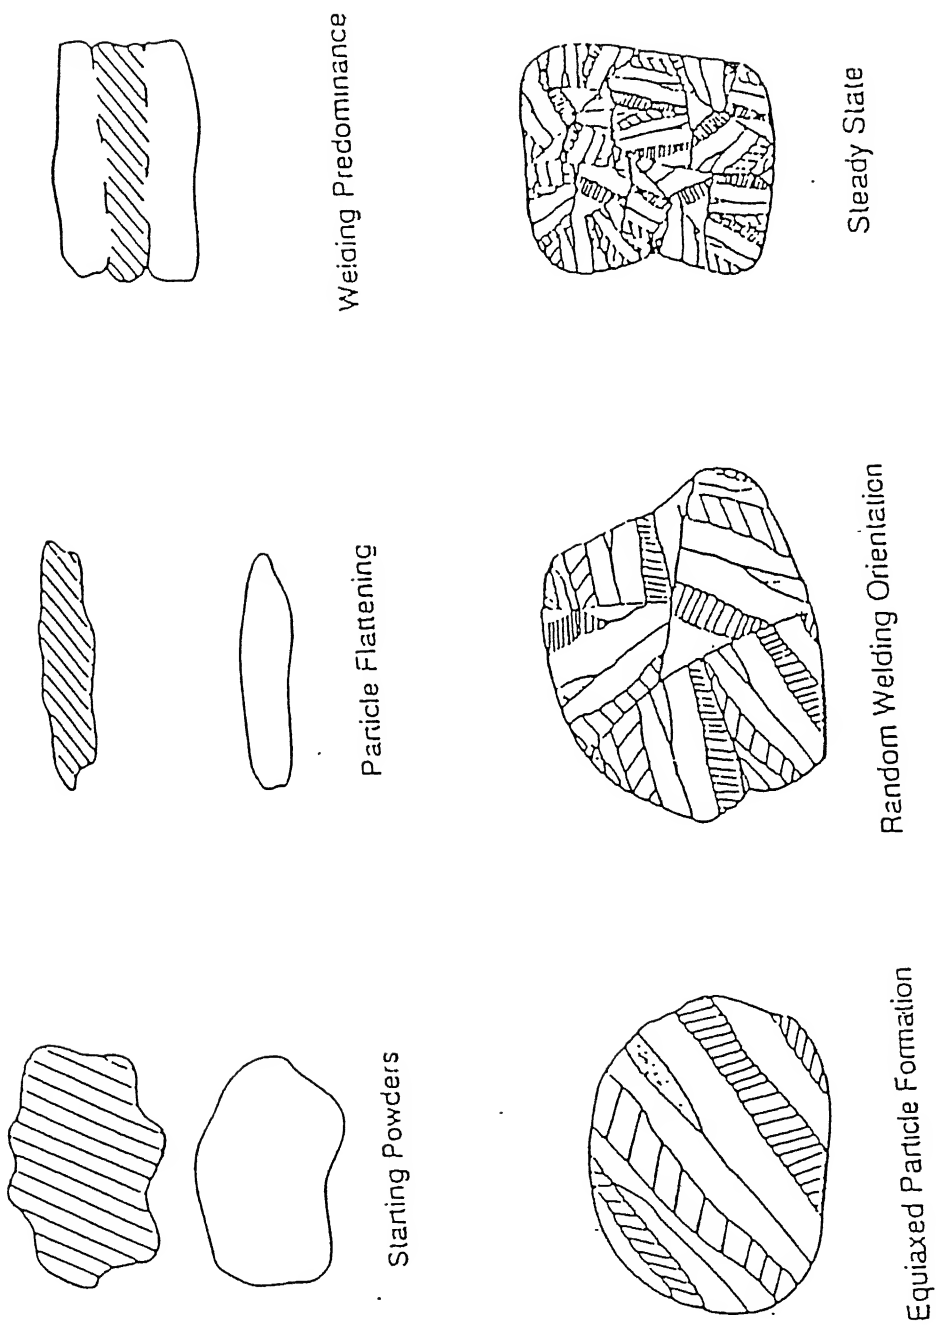 Starting Powders
Particle Flattening
Welding Predominance
Equiaxed Particle Formation
Random Welding Orientation
Steady State